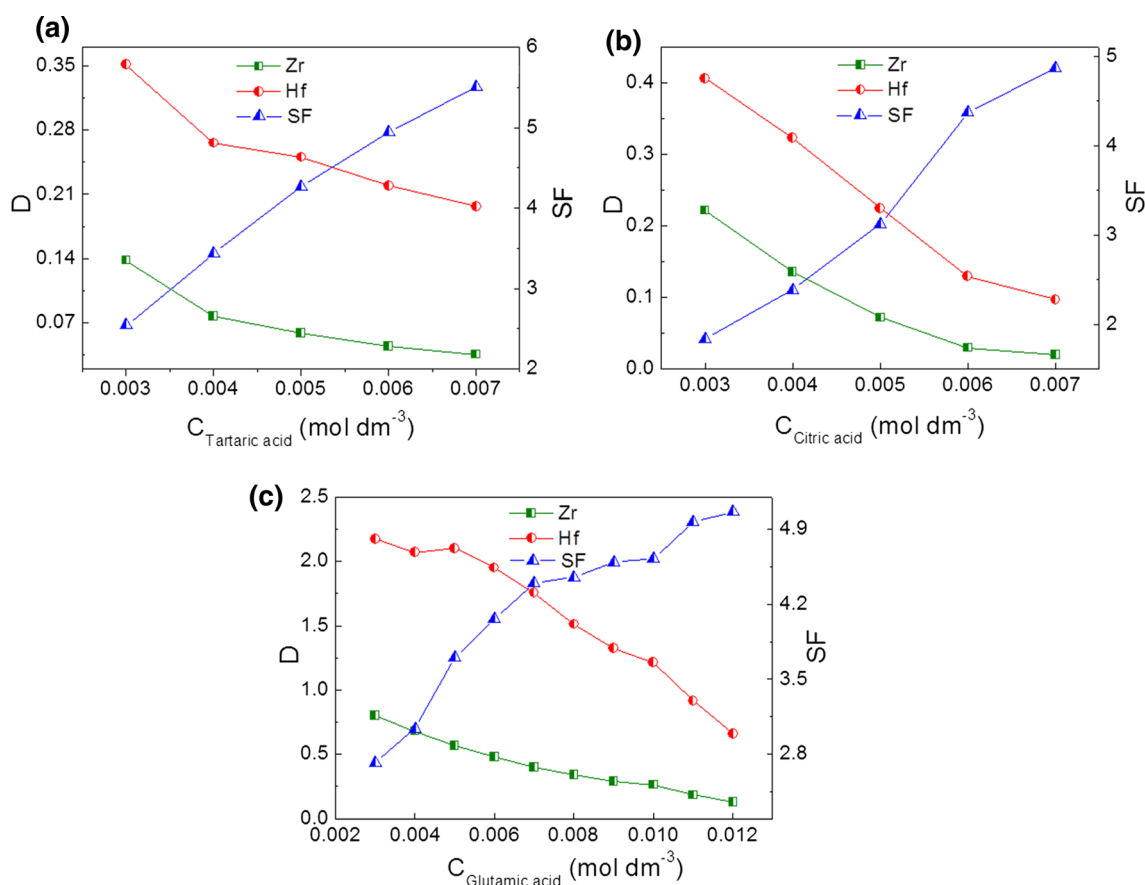 (a)
Zr
Hf
SF
0.35
0.28
0.21
0.14
0.07
D
6
5
4
3
2
SF
0.003 0.004 0.005 0.006 0.007
C Tartaric acid (mol dm-3)
(b)
Zr
Hf
SF
0.4
0.3
0.2
0.1
0.0
D
5
4
3
2
SF
0.003 0.004 0.005 0.006 0.007
C Citric acid (mol dm-3)
(c)
Zr
Hf
SF
2.5
2.0
1.5
1.0
0.5
0.0
D
4.9
4.2
3.5
2.8
SF
0.002 0.004 0.006 0.008 0.010 0.012
C Glutamic acid (mol dm-3)